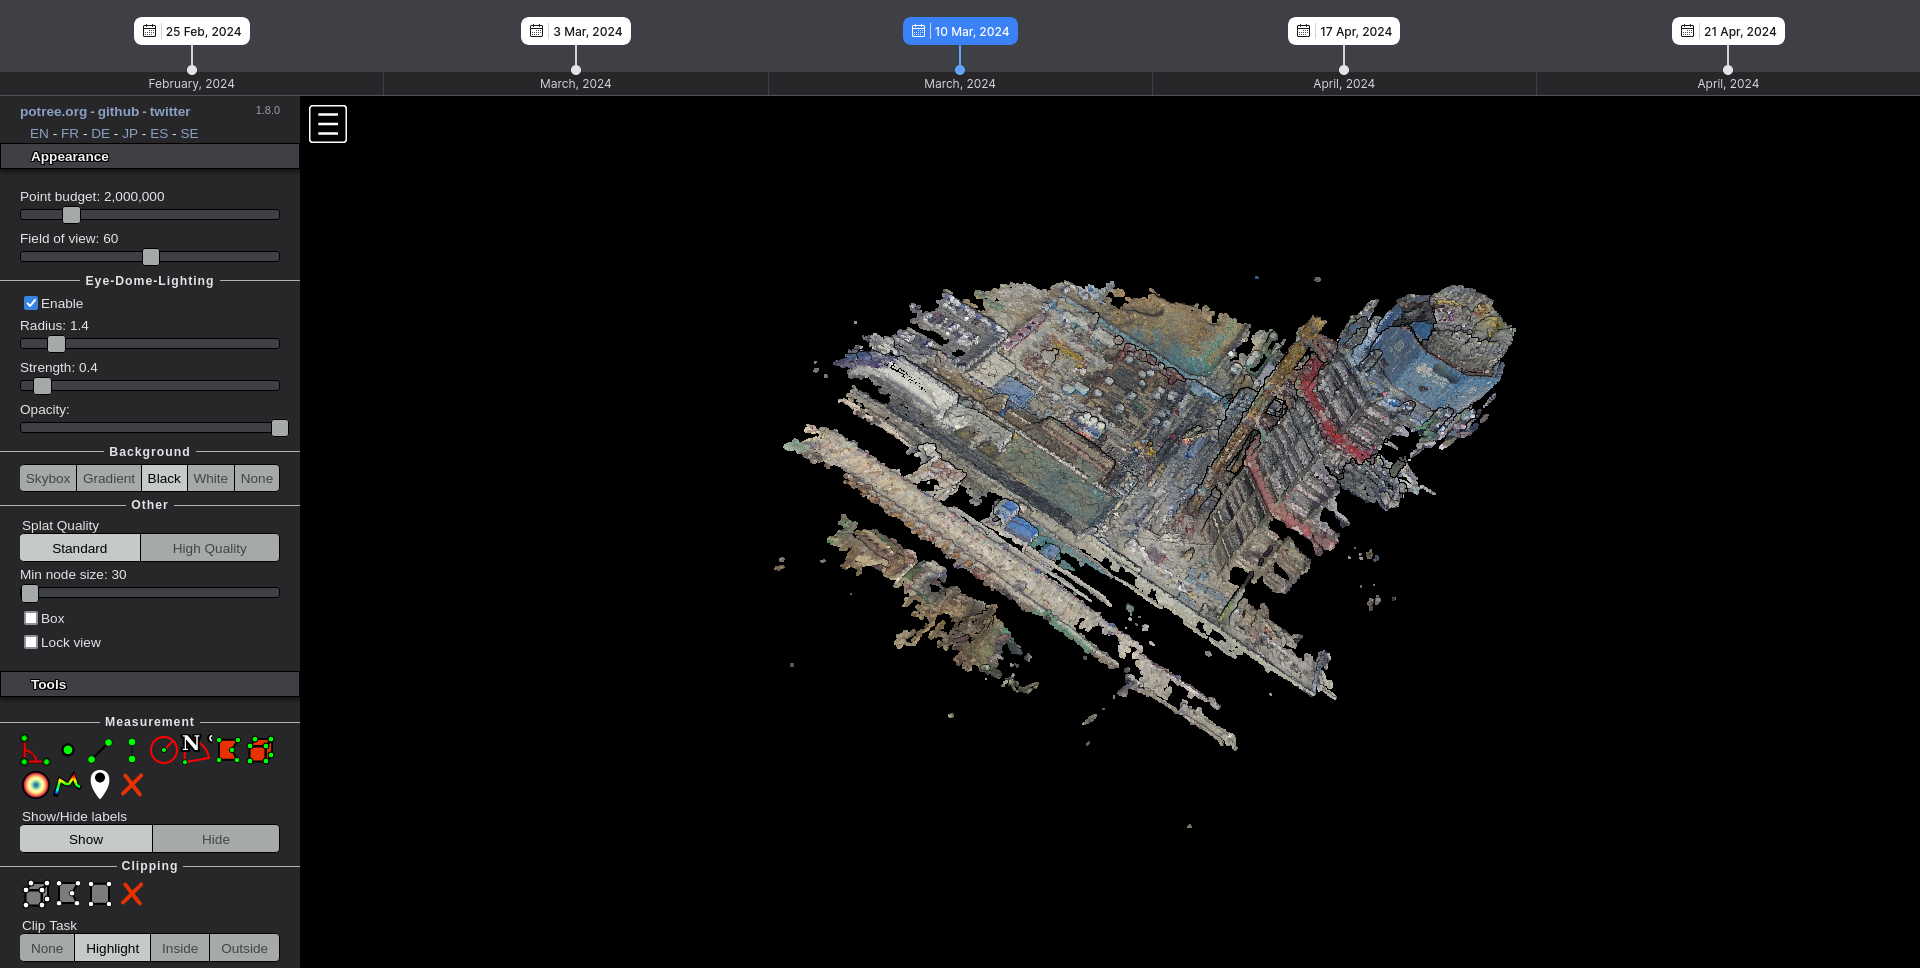 25 Feb, 2024
3 Mar, 2024
10 Mar, 2024
17 Apr, 2024
21 Apr, 2024
February, 2024
March, 2024
March, 2024
April, 2024
April, 2024
potree.org - github - twitter
1.8.0
EN - FR - DE - JP - ES - SE
Appearance
Point budget: 2,000,000
Field of view: 60
Eye-Dome-Lighting
Enable
Radius: 1.4
Strength: 0.4
Opacity:
Background
Skybox Gradient Black White None
Other
Splat Quality
Standard High Quality
Min node size: 30
Box
Lock view
Tools
Measurement
N
Show/Hide labels
Show Hide
Clipping
Clip Task
None Highlight Inside Outside